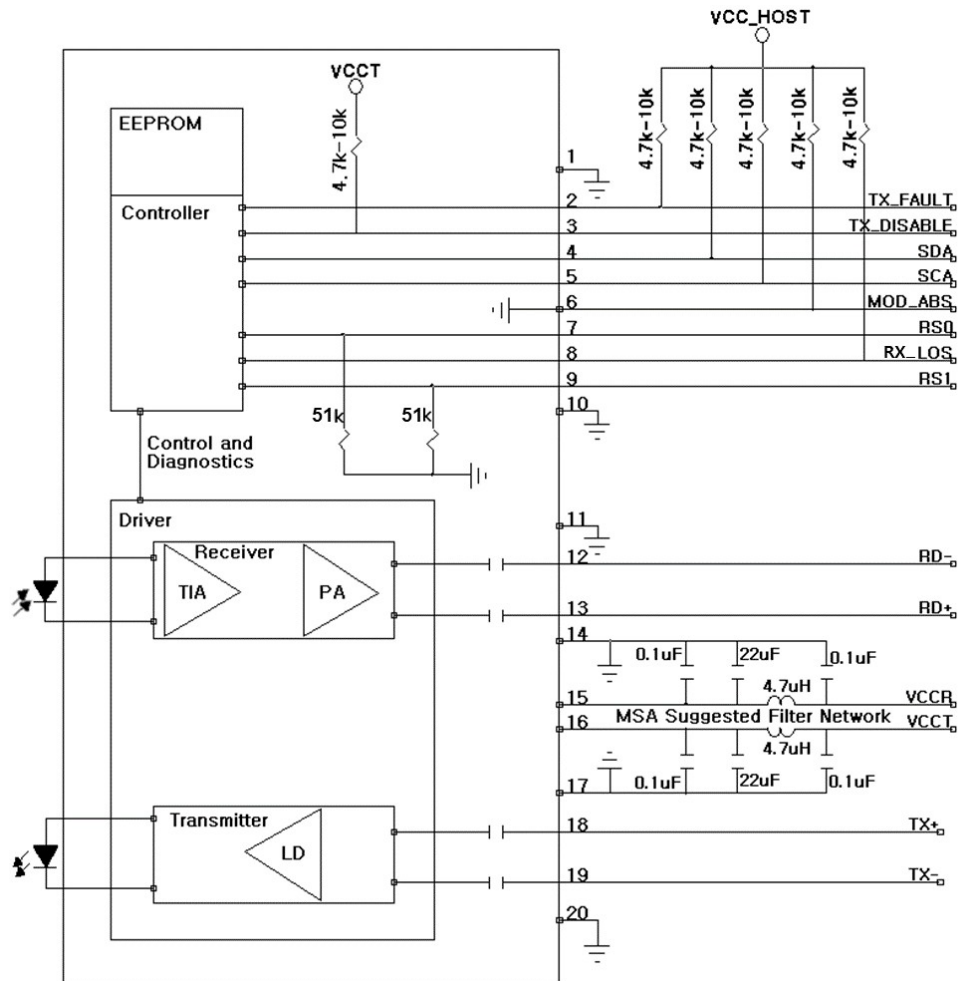 VCC_HOST
VCCT
4.7k-10k
4.7k-10k
4.7k-10k
4.7k-10k
4.7k-10k
4.7k-10k
EEPROM
Controller
1
2 TX_FAULT
3 TX_DISABLE
4 SDA
5 SCA
6 MOD_ABS
7 RS0
8 RX_LOS
9 RS1
10
51k 51k
Control and
Diagnostics
Driver
11
Receiver
12 RD-
TIA PA
13 RD+
14
0.1uF 22uF 0.1uF
4.7uH
15 VCCR
MSA Suggested Filter Network
16 VCCT
4.7uH
0.1uF 22uF 0.1uF
17
Transmitter
18 TX+
LD
19 TX-
20